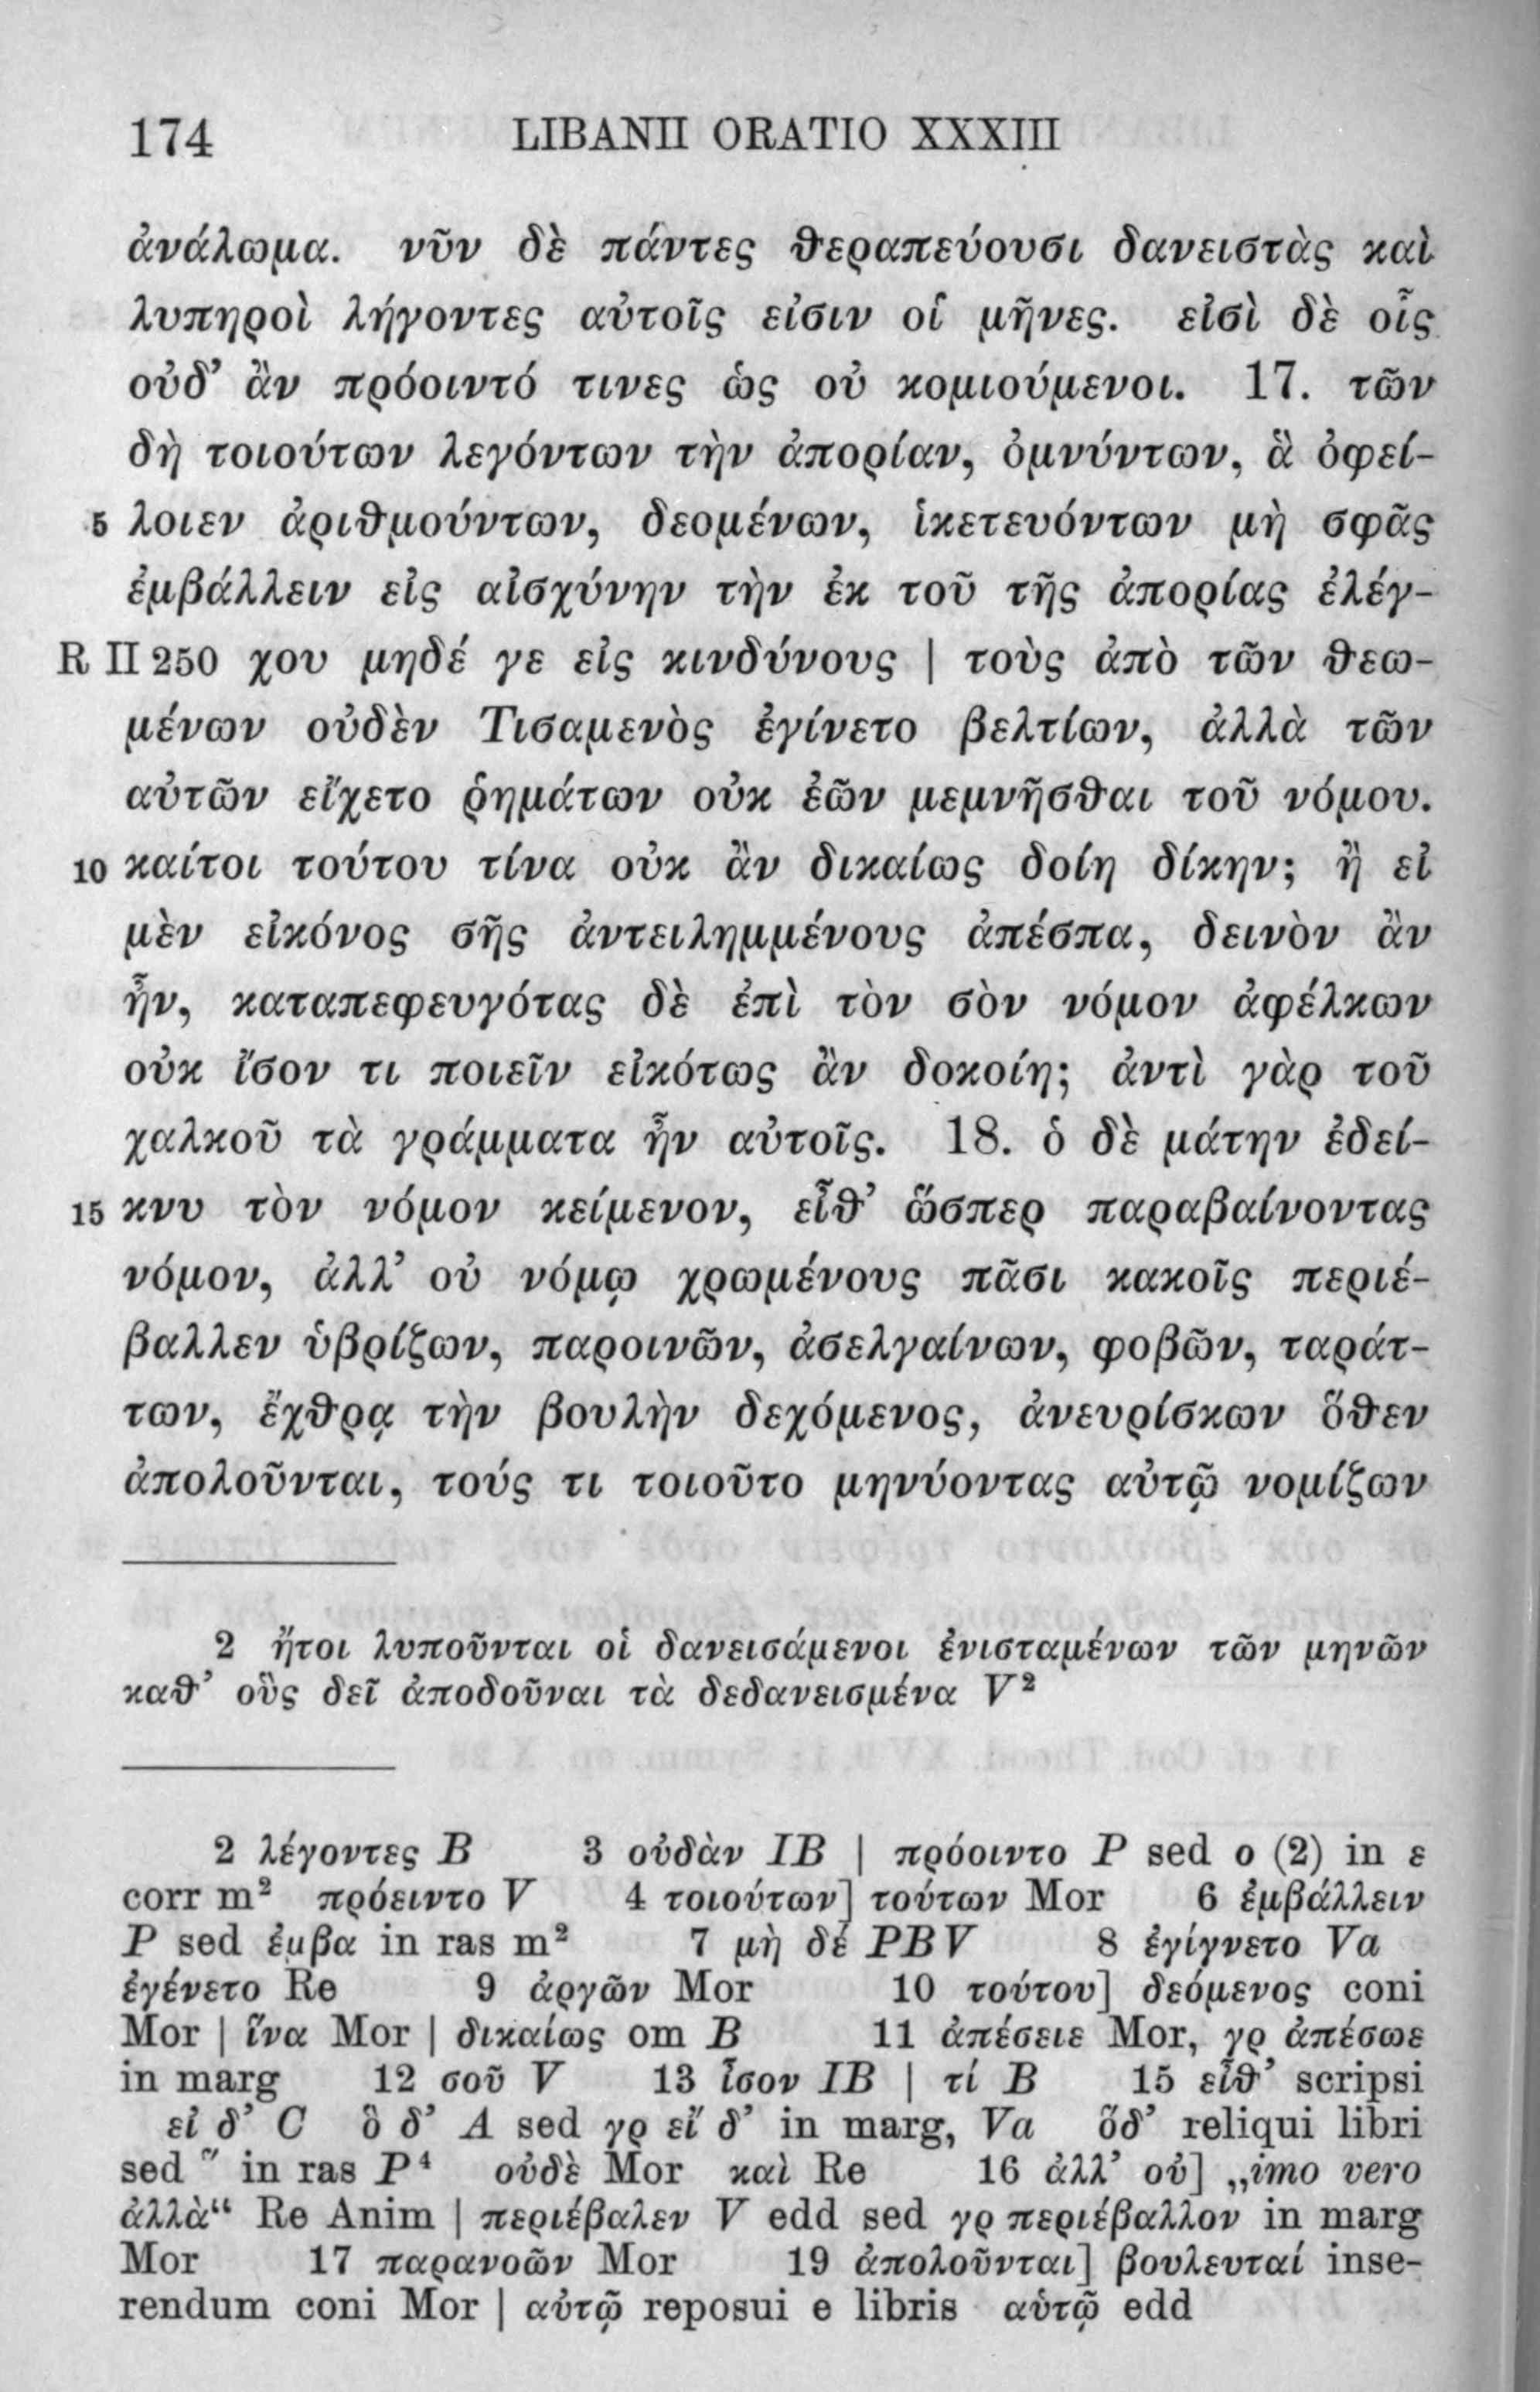 174 LIBANII ORATIO XXXIII
ἀνάλωμα. νῦν δὲ πάντες θεραπεύουσι δανειστὰς καὶ
λυπηροὶ λήγοντες αὐτοῖς εἰσιν οἱ μῆνες. εἰσὶ δὲ οἷς
οὐδ’ ἂν πρόοιντό τινες ὡς οὐ κομιούμενοι. 17. τῶν
δὴ τοιούτων λεγόντων τὴν ἀπορίαν, ὀμνύντων, ἃ ὀφεί-
5 λοιεν ἀριθμούντων, δεομένων, ἱκετευόντων μὴ σφᾶς
ἐμβάλλειν εἰς αἰσχύνην τὴν ἐκ τοῦ τῆς ἀπορίας ἐλέγ-
R II 250 χου μηδέ γε εἰς κινδύνους | τοὺς ἀπὸ τῶν θεω-
μένων οὐδὲν Τισαμενὸς ἐγίνετο βελτίων, ἀλλὰ τῶν
αὐτῶν εἴχετο ῥημάτων οὐκ ἐῶν μεμνῆσθαι τοῦ νόμου.
10 καίτοι τούτου τίνα οὐκ ἂν δικαίως δοίη δίκην; ἢ εἰ
μὲν εἰκόνος σῆς ἀντειλημμένους ἀπέσπα, δεινὸν ἂν
ἦν, καταπεφευγότας δὲ ἐπὶ τὸν σὸν νόμον ἀφέλκων
οὐκ ἴσον τι ποιεῖν εἰκότως ἂν δοκοίη; ἀντὶ γὰρ τοῦ
χαλκοῦ τὰ γράμματα ἦν αὐτοῖς. 18. ὁ δὲ μάτην ἐδεί-
15 κνυ τὸν νόμον κείμενον, εἶθ’ ὥσπερ παραβαίνοντας
νόμον, ἀλλ’ οὐ νόμῳ χρωμένους πᾶσι κακοῖς περιέ-
βαλλεν ὑβρίζων, παροινῶν, ἀσελγαίνων, φοβῶν, ταράτ-
των, ἔχθρᾳ τὴν βουλὴν δεχόμενος, ἀνευρίσκων ὅθεν
ἀπολοῦνται, τούς τι τοιοῦτο μηνύοντας αὐτῷ νομίζων
2 ἤτοι λυποῦνται οἱ δανεισάμενοι ἐνισταμένων τῶν μηνῶν
καθ’ οὓς δεῖ ἀποδοῦναι τὰ δεδανεισμένα V²
2 λέγοντες B 3 οὐδὰν IB | πρόοιντο P sed ο (2) in ε
corr m² πρόειντο V 4 τοιούτων] τούτων Mor 6 ἐμβάλλειν
P sed ἐμβα in ras m² 7 μὴ δέ PBV 8 ἐγίγνετο Va
ἐγένετο Re 9 ἀργῶν Mor 10 τούτου] δεόμενος coni
Mor | ἵνα Mor | δικαίως om B 11 ἀπέσειε Mor, γρ ἀπέσωε
in marg 12 σοῦ V 13 ἶσον IB | τί B 15 εἶθ’ scripsi
εἰ δ’ C ὃ δ’ A sed γρ εἴ δ’ in marg, Va ὅδ’ reliqui libri
sed ῞ in ras P⁴ οὐδὲ Mor καὶ Re 16 ἀλλ’ οὐ] „imo vero
ἀλλὰ“ Re Anim | περιέβαλεν V edd sed γρ περιέβαλλον in marg
Mor 17 παρανοῶν Mor 19 ἀπολοῦνται] βουλευταί inse-
rendum coni Mor | αὐτῷ reposui e libris αὑτῷ edd